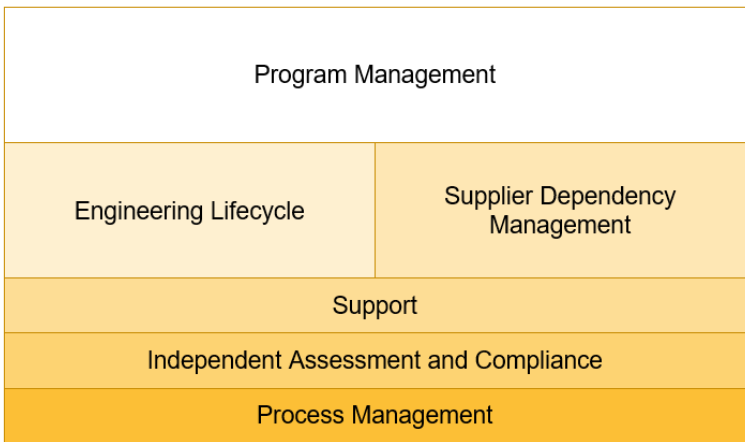 Program Management
Engineering Lifecycle
Supplier Dependency
Management
Support
Independent Assessment and Compliance
Process Management